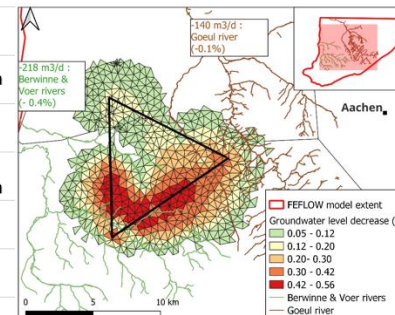 -140 m3/d :
Goeul river
(-0.1%)
-218 m3/d :
Berwinne &
Voer rivers
(- 0.4%)
Aachen
FEFLOW model extent
Groundwater level decrease (
0.05 - 0.12
0.12 - 0.20
0.20- 0.30
0.30 - 0.42
0.42 - 0.56
Berwinne & Voer rivers
Goeul river
0
5
10 km